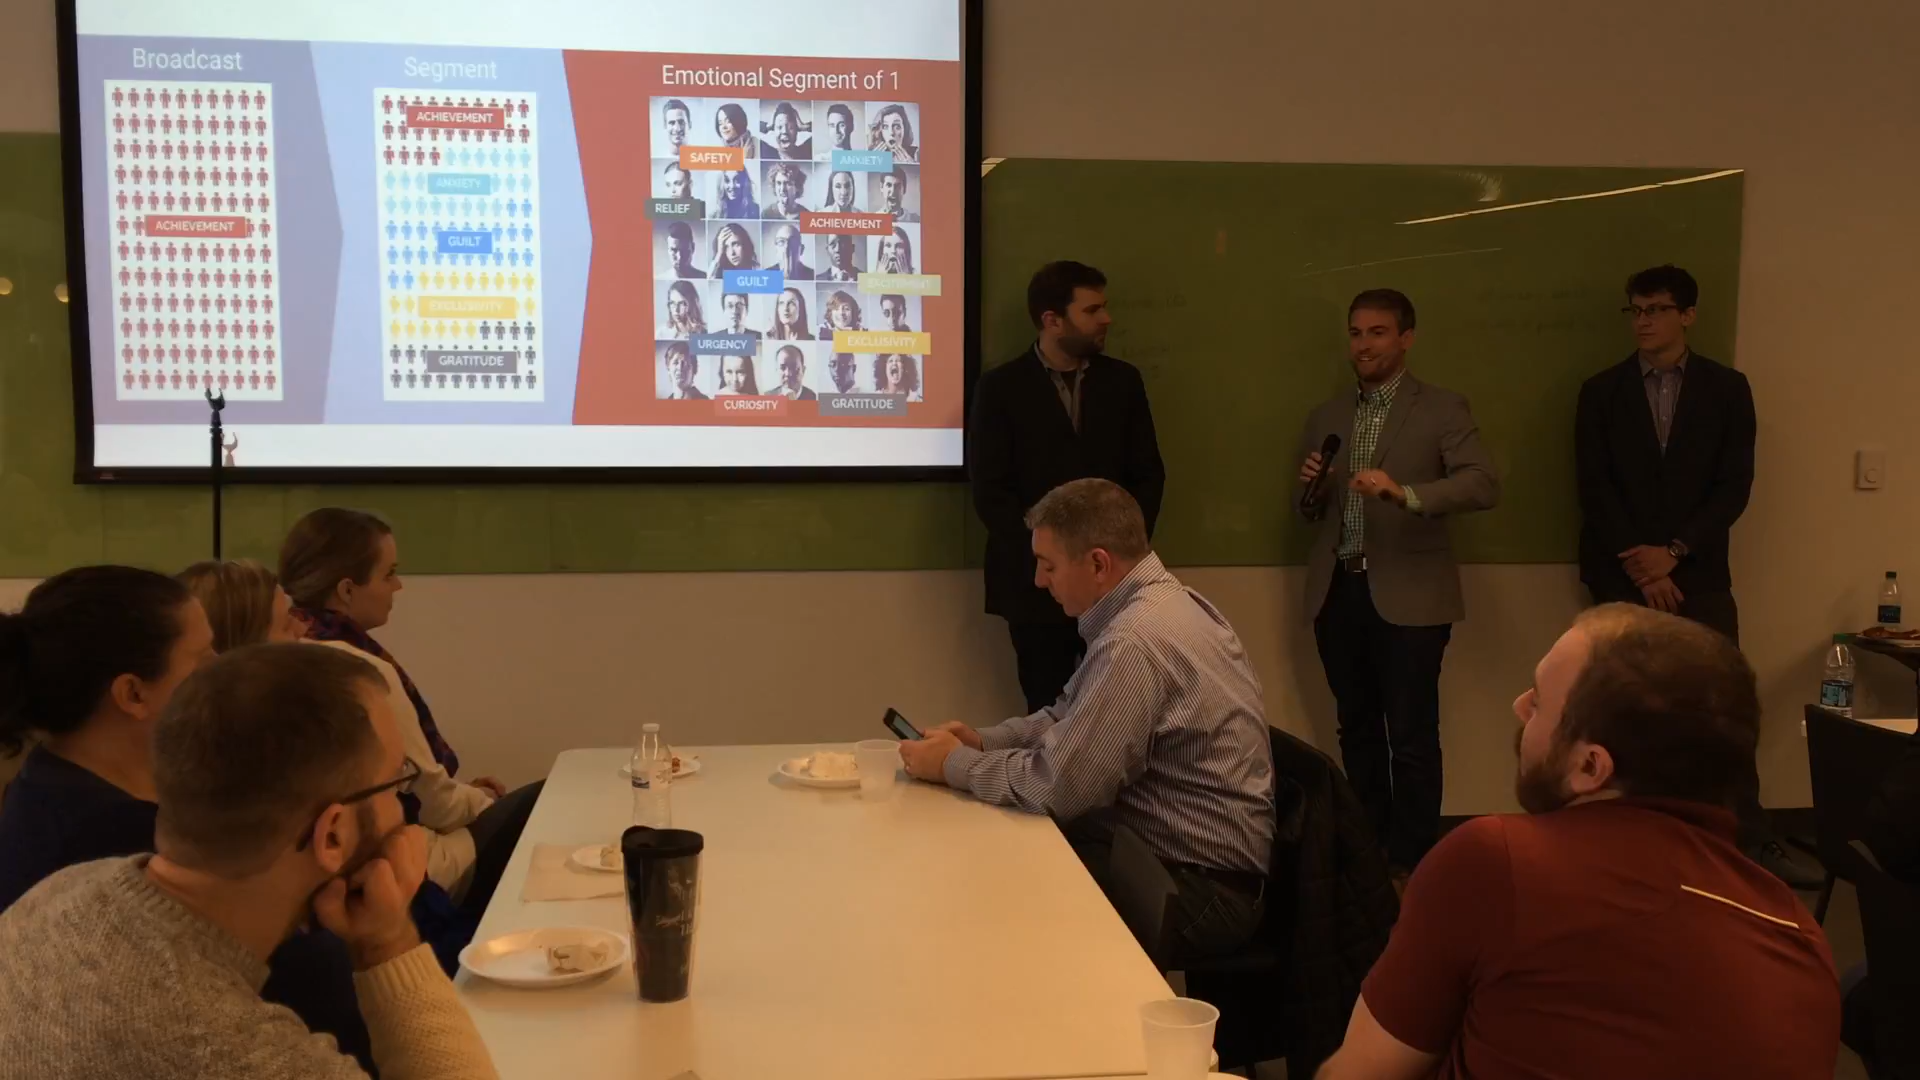 Broadcast
ACHIEVEMENT
Segment
ACHIEVEMENT
ANXIETY
GUILT
EXCLUSIVITY
GRATITUDE
Emotional Segment of 1
SAFETY
ANXIETY
RELIEF
ACHIEVEMENT
GUILT
EXCITEMENT
URGENCY
EXCLUSIVITY
CURIOSITY
GRATITUDE